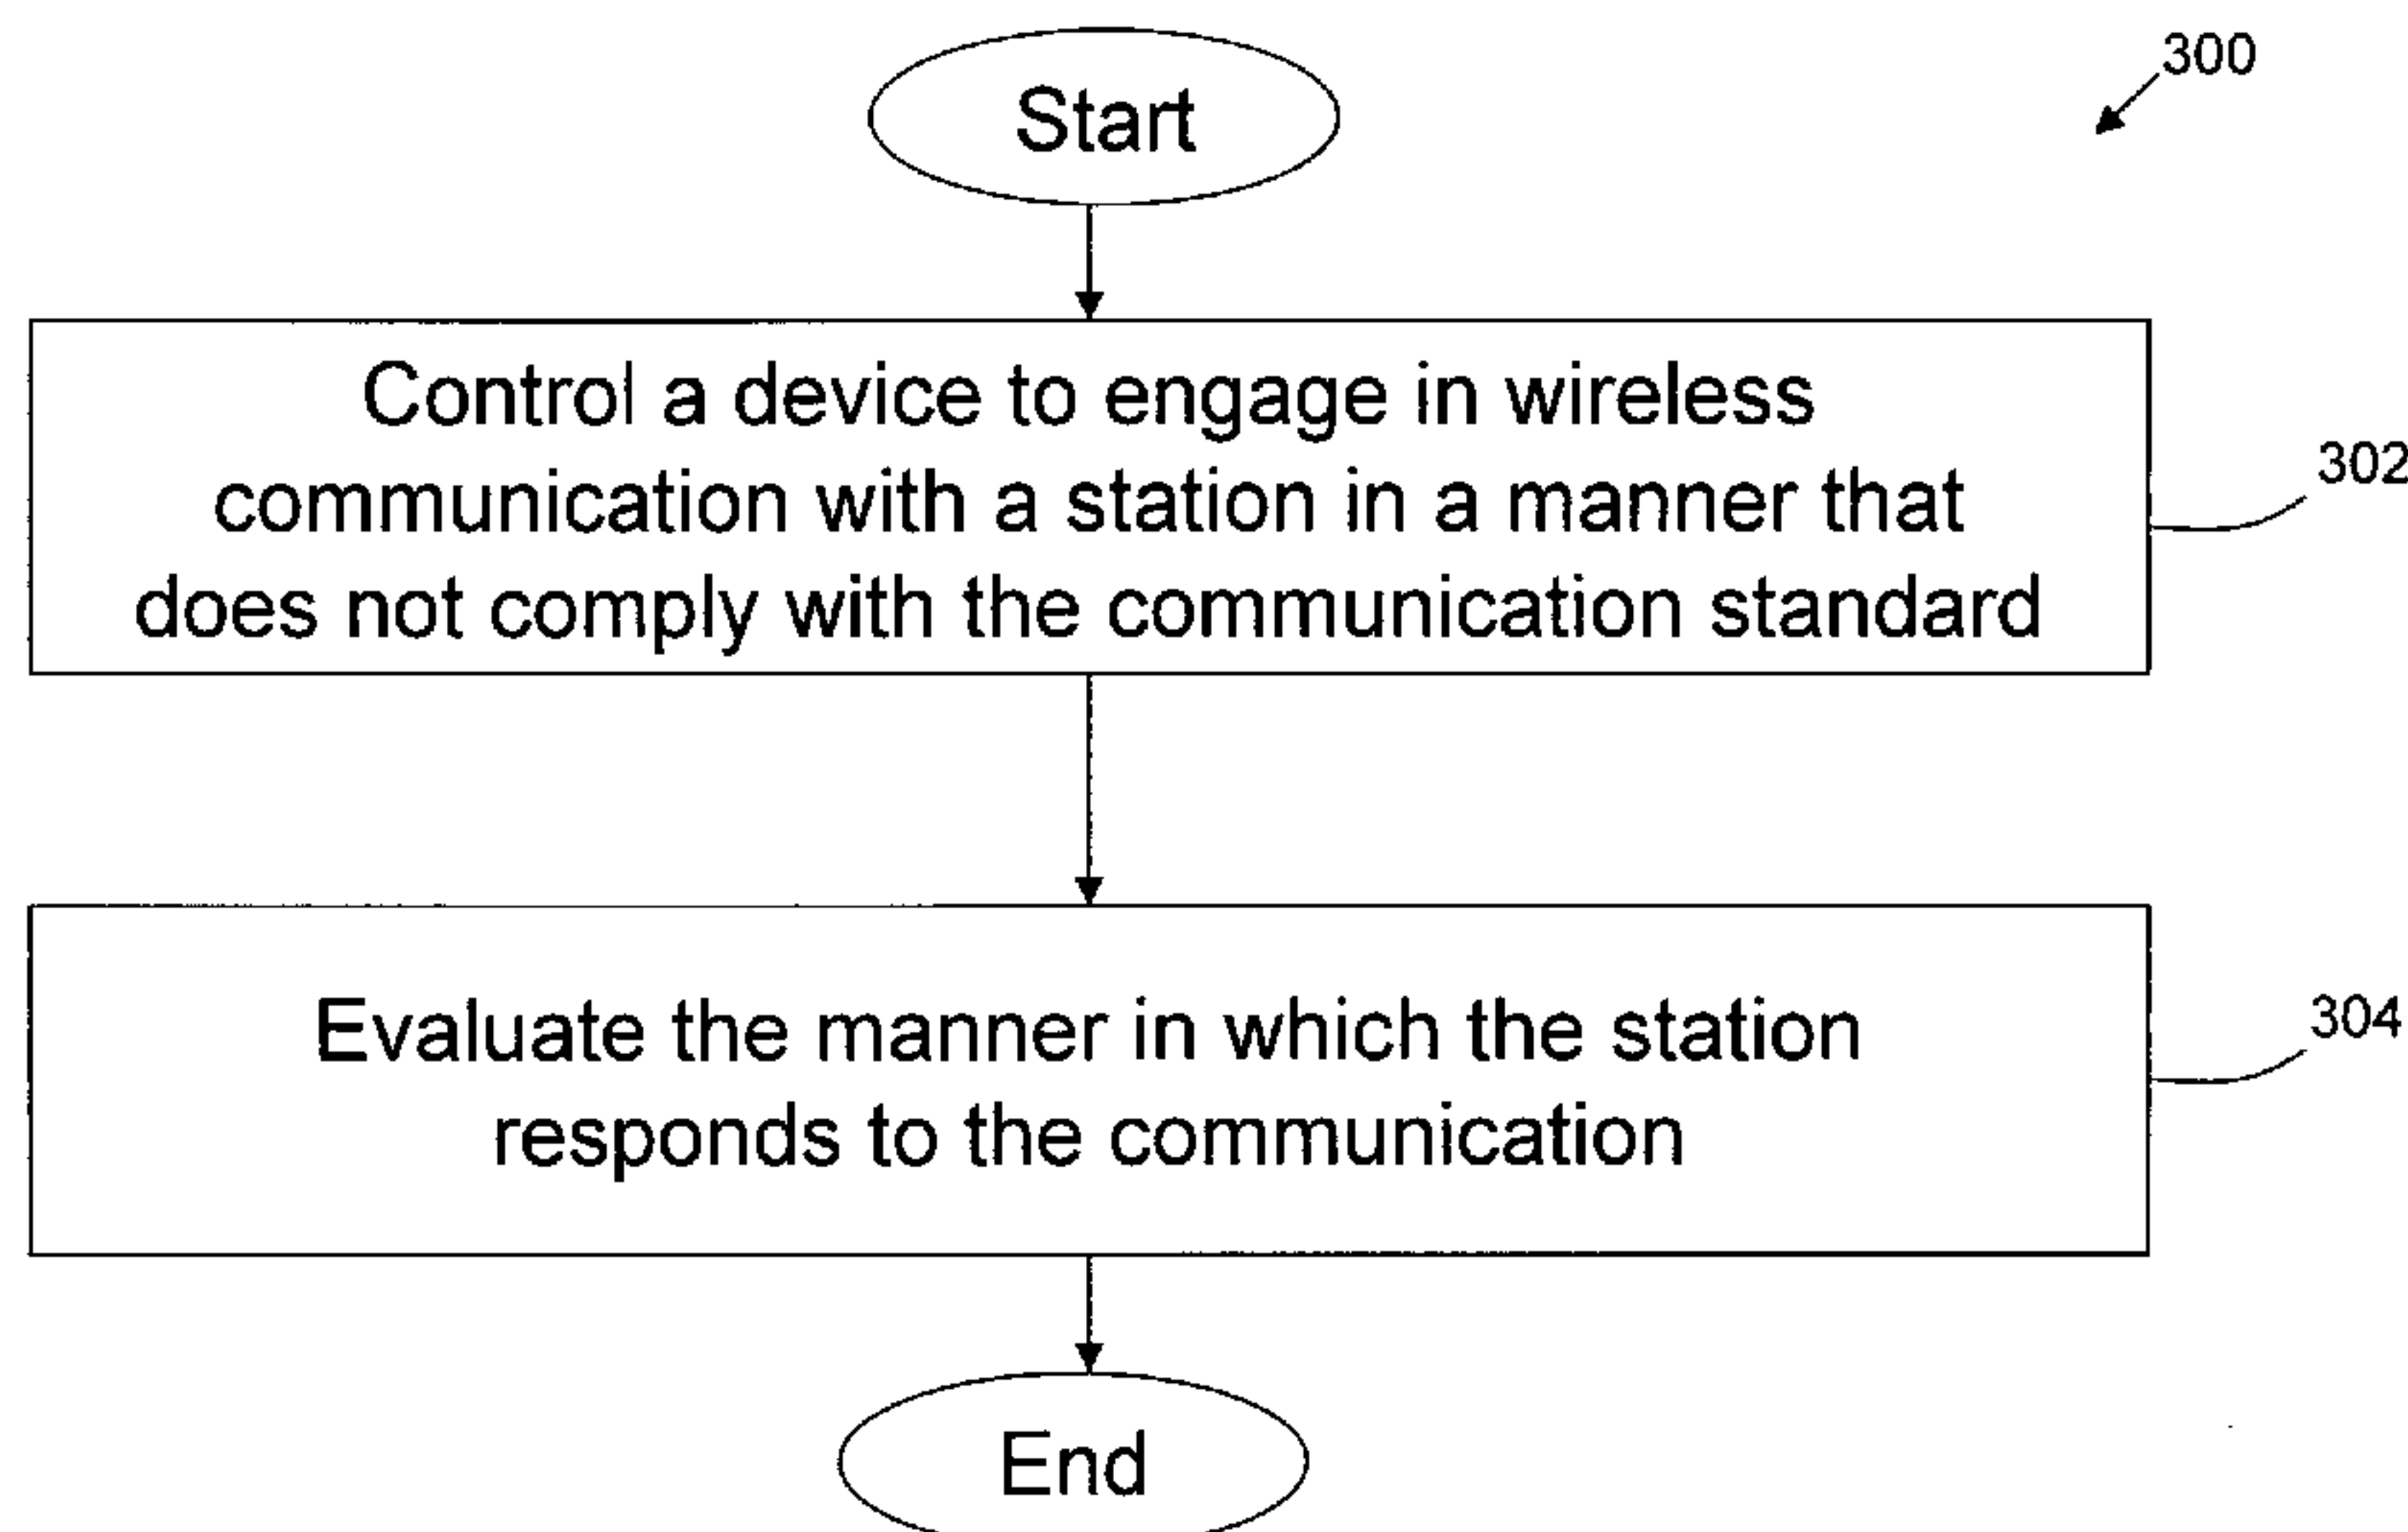 Start
300
Control a device to engage in wireless
communication with a station in a manner that
does not comply with the communication standard
302
Evaluate the manner in which the station
responds to the communication
304
End